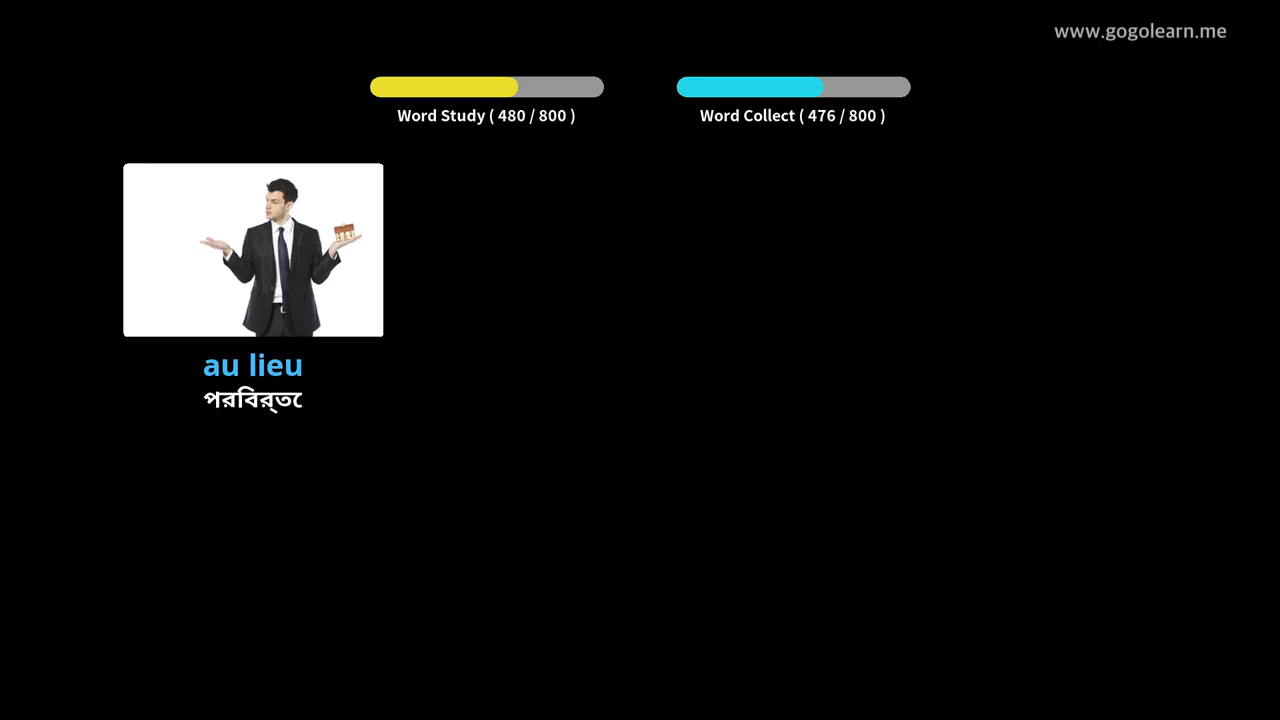 www.gogolearn.me
Word Study ( 480 / 800 )
Word Collect ( 476 / 800 )
au lieu
পরিবর্তে